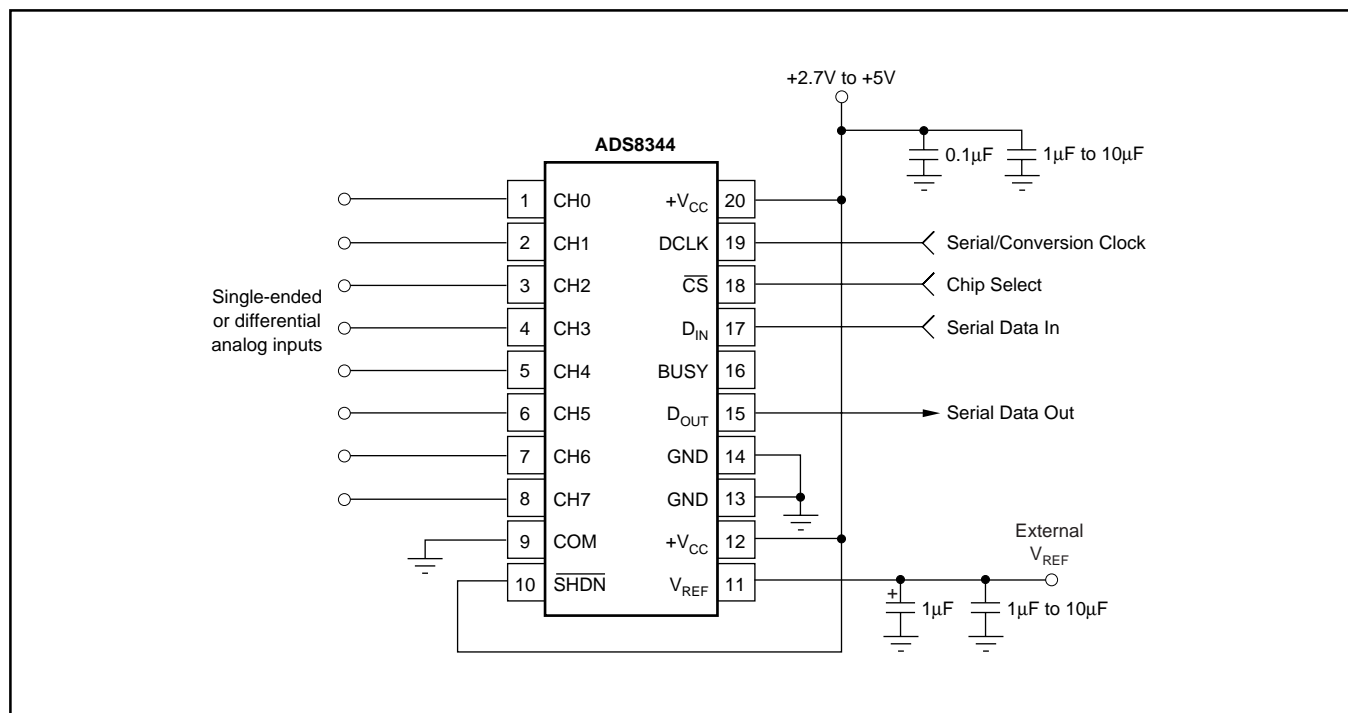 +2.7V to +5V
ADS8344
0.1µF
1µF to 10µF
1 CH0 +VCC 20
2 CH1 DCLK 19 Serial/Conversion Clock
3 CH2 CS 18 Chip Select
Single-ended
or differential
analog inputs
4 CH3 DIN 17 Serial Data In
5 CH4 BUSY 16
6 CH5 DOUT 15 Serial Data Out
7 CH6 GND 14
8 CH7 GND 13
9 COM +VCC 12
External
VREF
10 SHDN VREF 11
+
1µF
1µF to 10µF